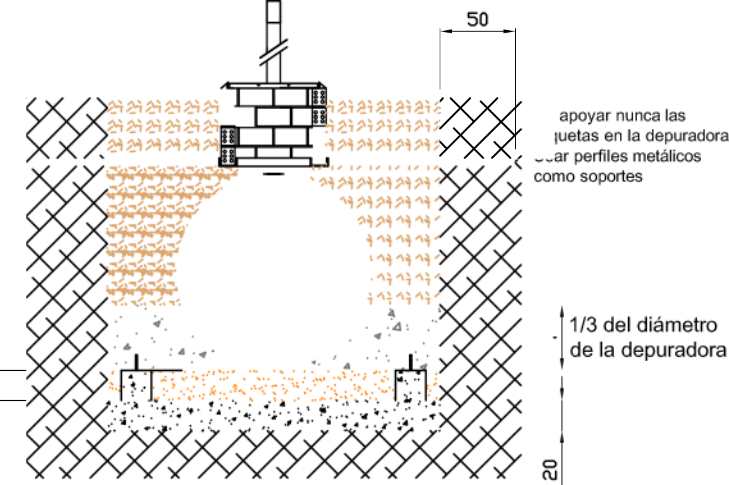 50
apoyar nunca las
en la depuradora
perfiles metálicos
como soportes
1/3 del diámetro
de la depuradora
20